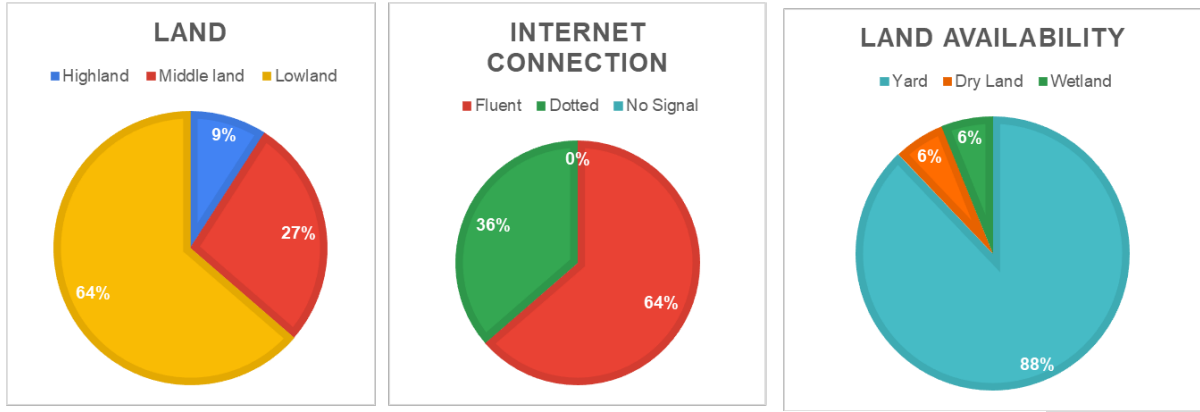 LAND
Highland Middle land Lowland
9%
27%
64%
INTERNET
CONNECTION
Fluent Dotted No Signal
0%
36%
64%
LAND AVAILABILITY
Yard Dry Land Wetland
6%
6%
88%